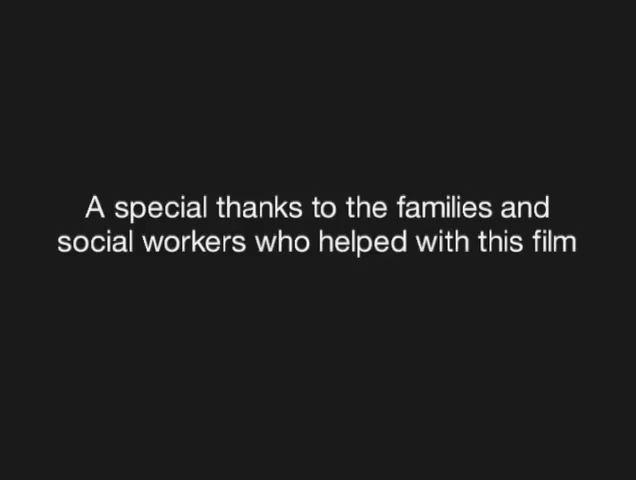 A special thanks to the families and
social workers who helped with this film